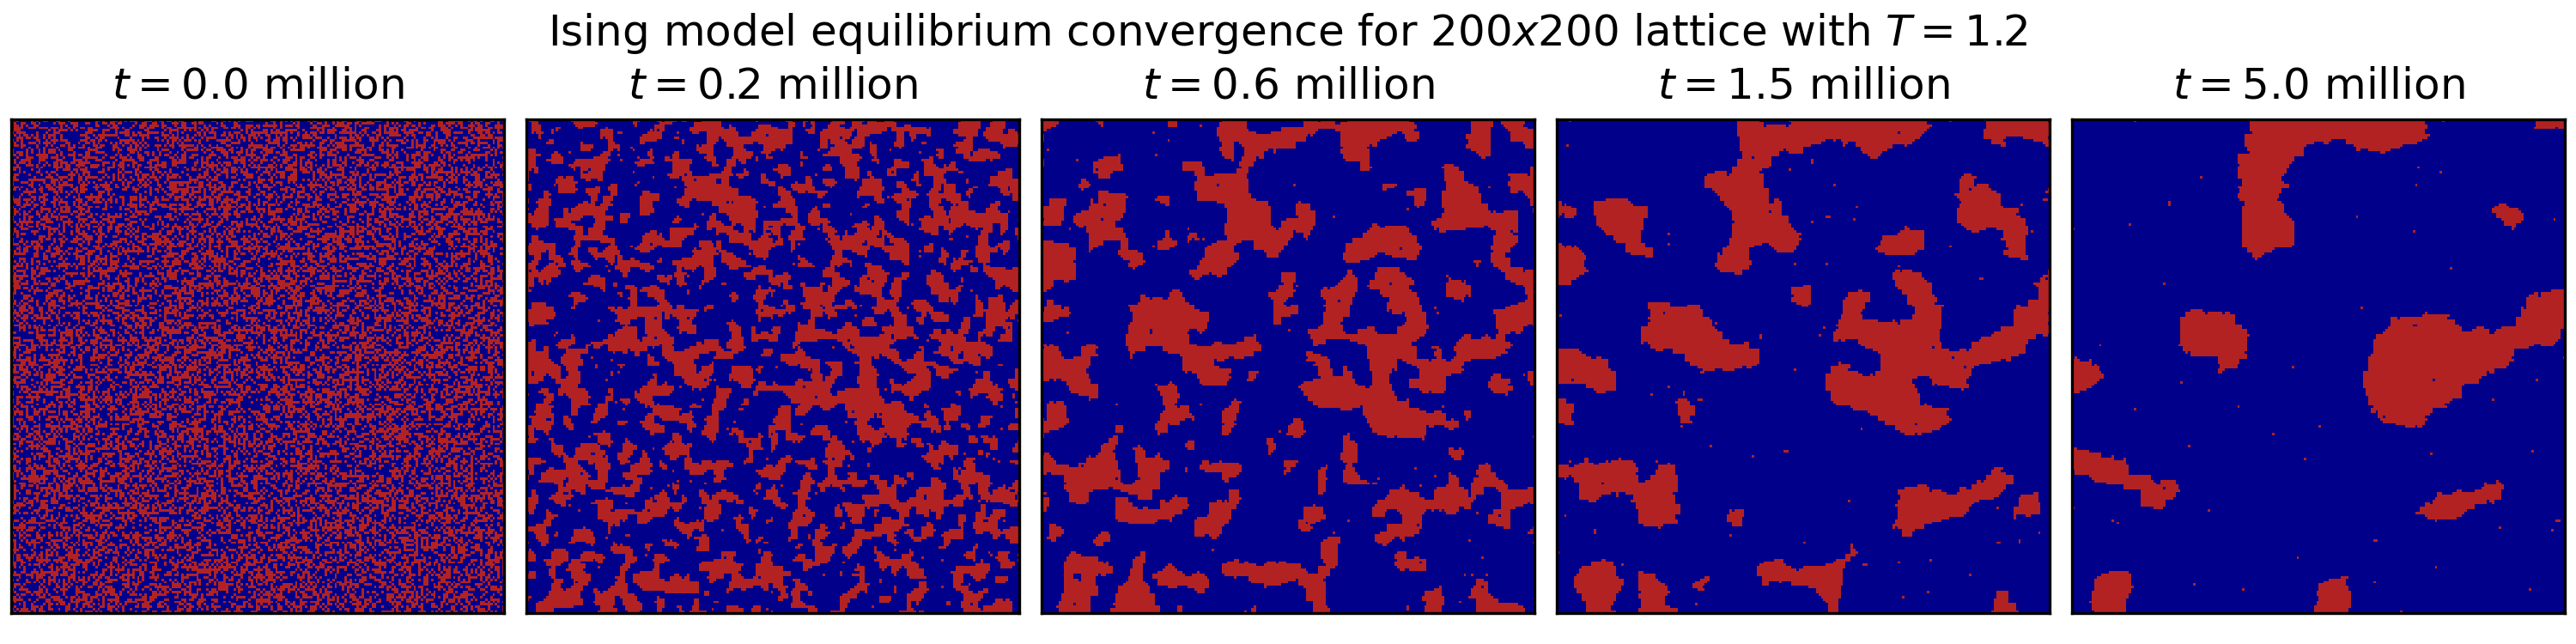 Ising model equilibrium convergence for 200x200 lattice with T = 1.2
t = 0.0 million
t = 0.2 million
t = 0.6 million
t = 1.5 million
t = 5.0 million